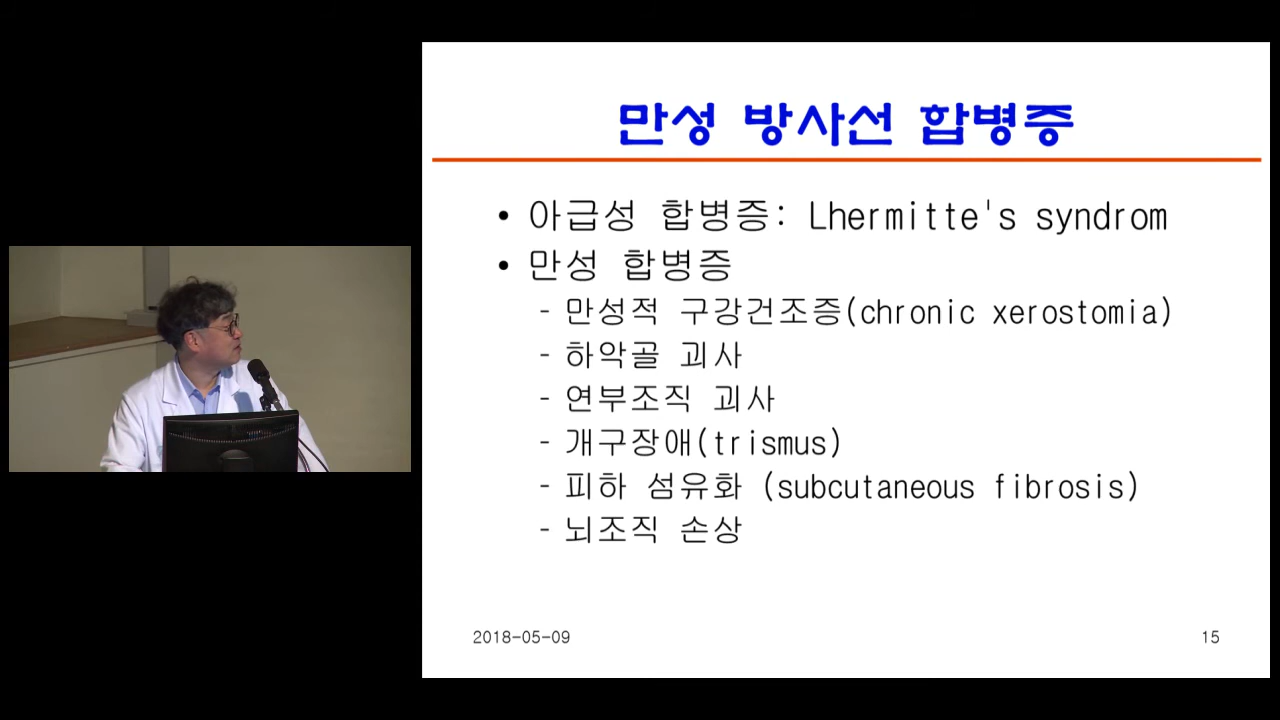 만성 방사선 합병증
• 아급성 합병증: Lhermitte's syndrom
• 만성 합병증
- 만성적 구강건조증(chronic xerostomia)
- 하악골 괴사
- 연부조직 괴사
- 개구장애(trismus)
- 피하 섬유화 (subcutaneous fibrosis)
- 뇌조직 손상
2018-05-09
15